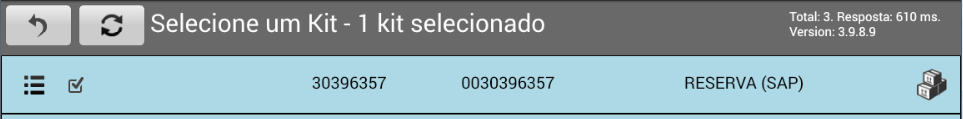 Selecione um Kit - 1 kit selecionado
Total: 3. Resposta: 610 ms.
Version: 3.9.8.9
30396357 0030396357 RESERVA (SAP)